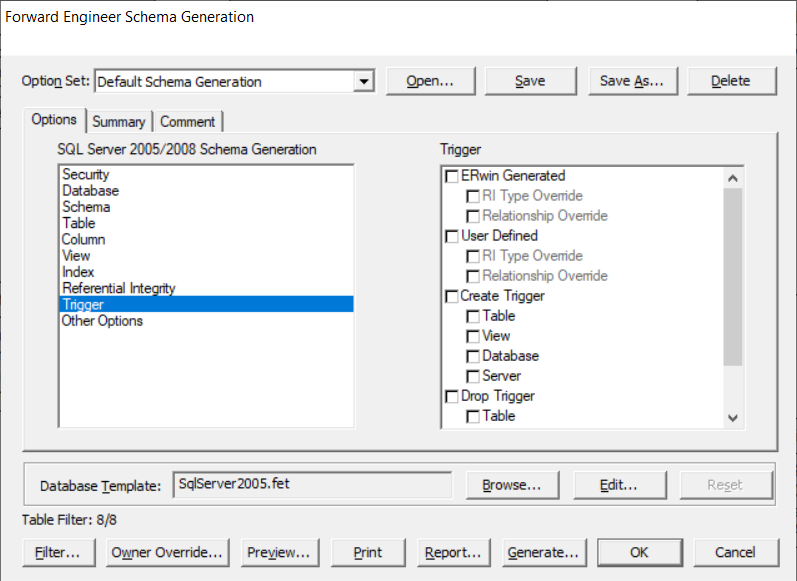 Forward Engineer Schema Generation
Option Set: Default Schema Generation Open... Save Save As... Delete
Options Summary Comment
SQL Server 2005/2008 Schema Generation
Security
Database
Schema
Table
Column
View
Index
Referential Integrity
Trigger
Other Options
Trigger
ERwin Generated
RI Type Override
Relationship Override
User Defined
RI Type Override
Relationship Override
Create Trigger
Table
View
Database
Server
Drop Trigger
Table
Database Template: SqlServer2005.fet Browse... Edit... Reset
Table Filter: 8/8
Filter... Owner Override... Preview... Print Report... Generate... OK Cancel